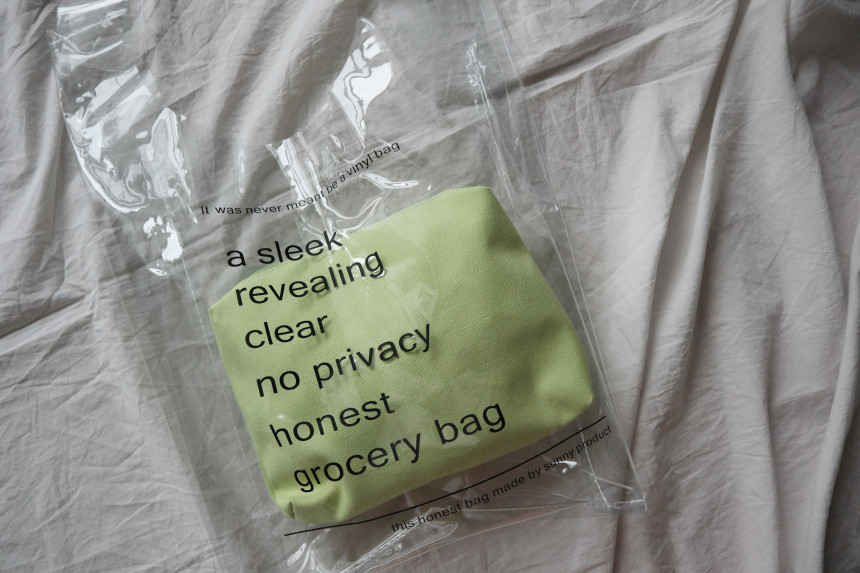 It was never meant be a vinyl bag
a sleek
revealing
clear
no privacy
honest
grocery bag
this honest bag made by sunny product